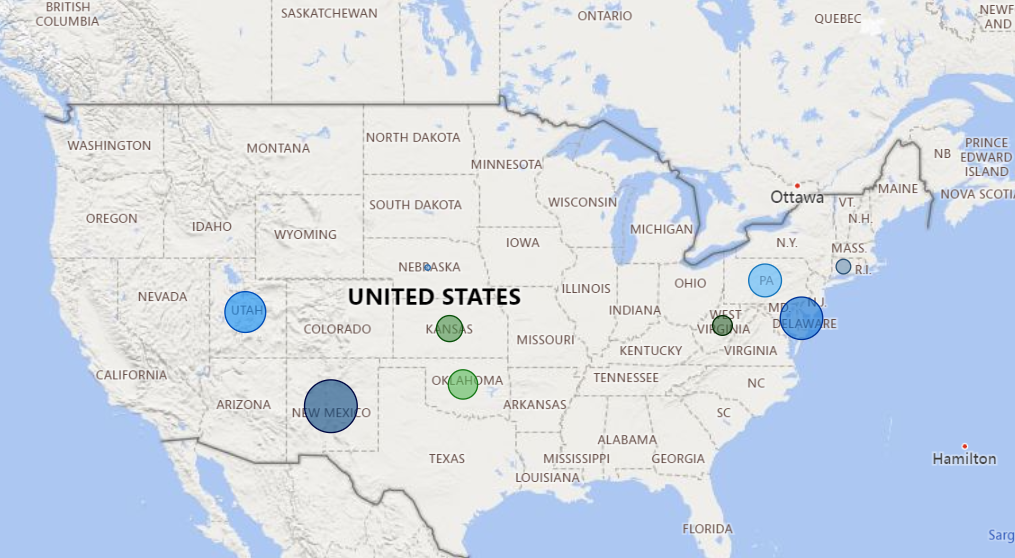 BRITISH
COLUMBIA
SASKATCHEWAN
ONTARIO
QUEBEC
NEWF
AND
WASHINGTON
MONTANA
NORTH DAKOTA
MINNESOTA
NB
PRINCE
EDWARD
ISLAND
NOVA SCOTI
Ottawa
MAINE
VT.
N.H.
OREGON
IDAHO
WYOMING
SOUTH DAKOTA
WISCONSIN
MICHIGAN
N.Y.
MASS.
R.I.
IOWA
NEBRASKA
PA
OHIO
ILLINOIS
INDIANA
NEVADA
UTAH
UNITED STATES
COLORADO
KANSAS
MISSOURI
WEST
VIRGINIA
MD.
N.J.
DELAWARE
KENTUCKY
VIRGINIA
CALIFORNIA
ARIZONA
NEW MEXICO
OKLAHOMA
ARKANSAS
TENNESSEE
NC
SC
TEXAS
LOUISIANA
MISSISSIPPI
ALABAMA
GEORGIA
Hamilton
FLORIDA
Sarg